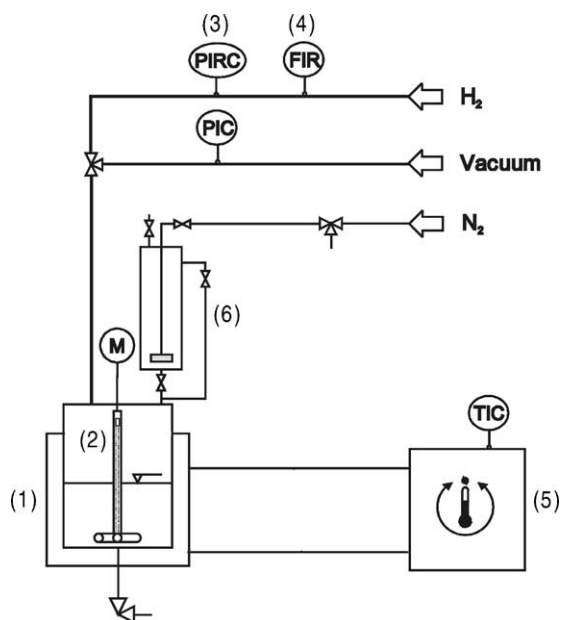 (3)
(4)
PIRC
FIR
H₂
PIC
Vacuum
N₂
(6)
M
TIC
(2)
(1)
(5)